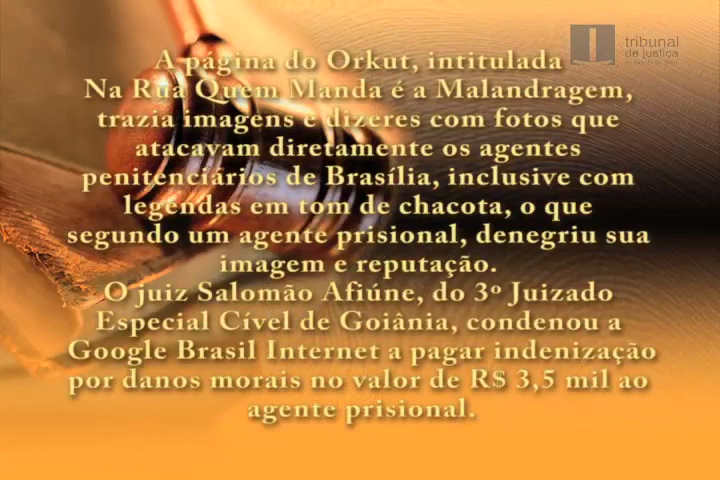 tribunal
de justiça
A página do Orkut, intitulada
Na Rua Quem Manda é a Malandragem,
trazia imagens e dizeres com fotos que
atacavam diretamente os agentes
penitenciários de Brasília, inclusive com
legendas em tom de chacota, o que
segundo um agente prisional, denegriu sua
imagem e reputação.
O juiz Salomão Afiúne, do 3º Juizado
Especial Cível de Goiânia, condenou a
Google Brasil Internet a pagar indenização
por danos morais no valor de R$ 3,5 mil ao
agente prisional.